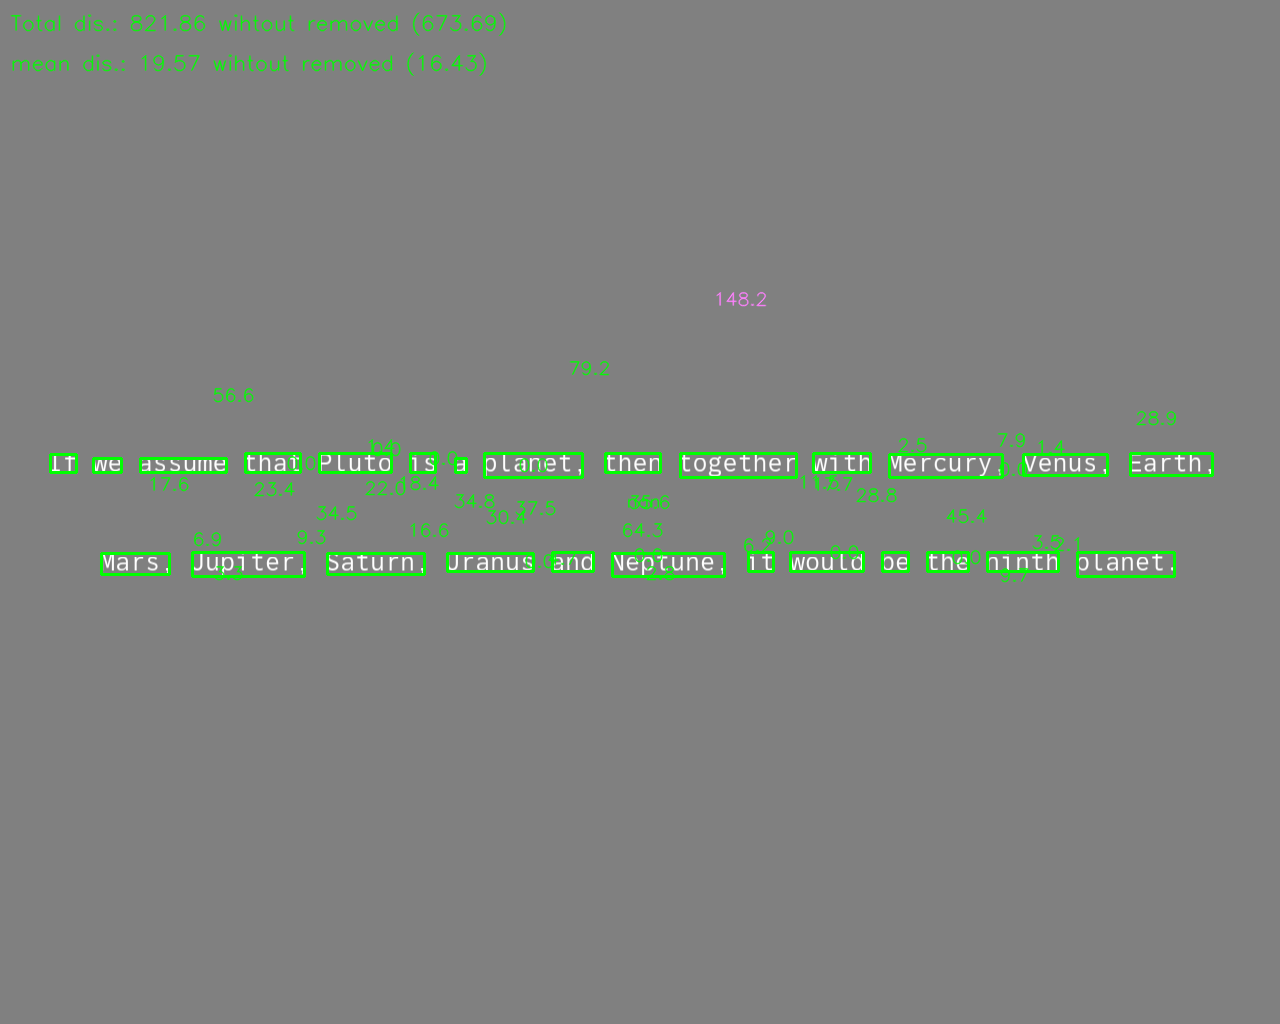 Total dis.: 821.86 wihtout removed (673.69)
mean dis.: 19.57 wihtout removed (16.43)
148.2
79.2
56.6
28.9
2.5 7.9 1.4
If we assume that Pluto is a planet, then together with Mercury, Venus, Earth,
17.6 23.4 22.0 18.4 28.8
34.5 34.8 30.4 37.5 45.4
16.6 64.3
6.9 9.3 6.2 9.0 3.5 2.1
Mars, Jupiter, Saturn, Uranus and Neptune, it would be the ninth planet.
9.7